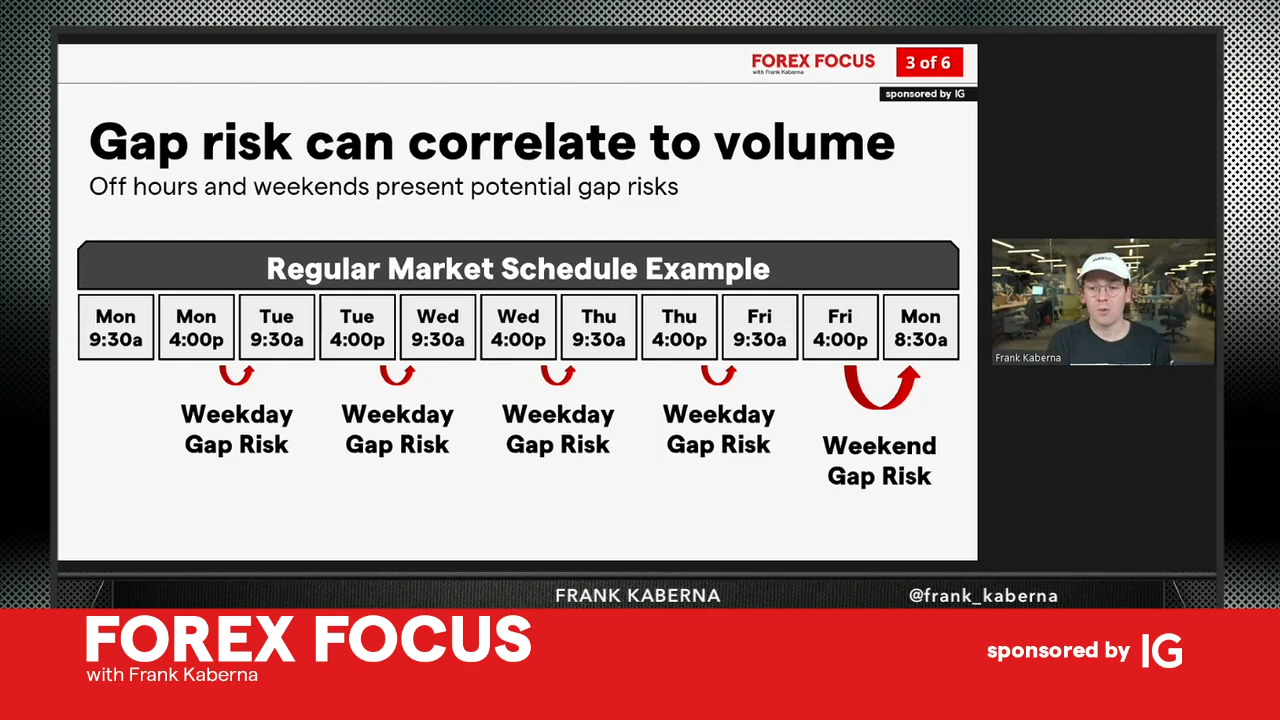 FOREX FOCUS
with Frank Kaberna
3 of 6
sponsored by IG
Gap risk can correlate to volume
Off hours and weekends present potential gap risks
Regular Market Schedule Example
Mon Mon Tue Tue Wed Wed Thu Thu Fri Fri Mon
9:30a 4:00p 9:30a 4:00p 9:30a 4:00p 9:30a 4:00p 9:30a 4:00p 8:30a
Weekday Weekday Weekday Weekday
Gap Risk Gap Risk Gap Risk Gap Risk
Weekend
Gap Risk
Frank Kaberna
FRANK KABERNA @frank_kaberna
FOREX FOCUS
with Frank Kaberna
sponsored by IG